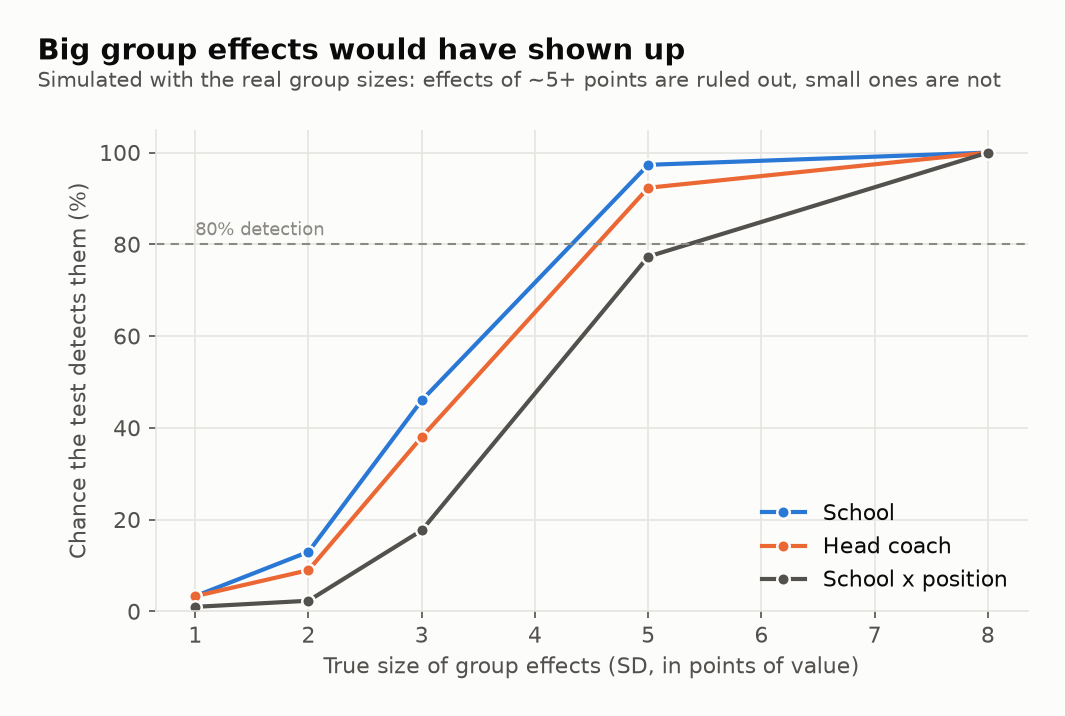 Big group effects would have shown up
Simulated with the real group sizes: effects of ~5+ points are ruled out, small ones are not
Chance the test detects them (%)
100
80
60
40
20
0
80% detection
School
Head coach
School x position
1 2 3 4 5 6 7 8
True size of group effects (SD, in points of value)